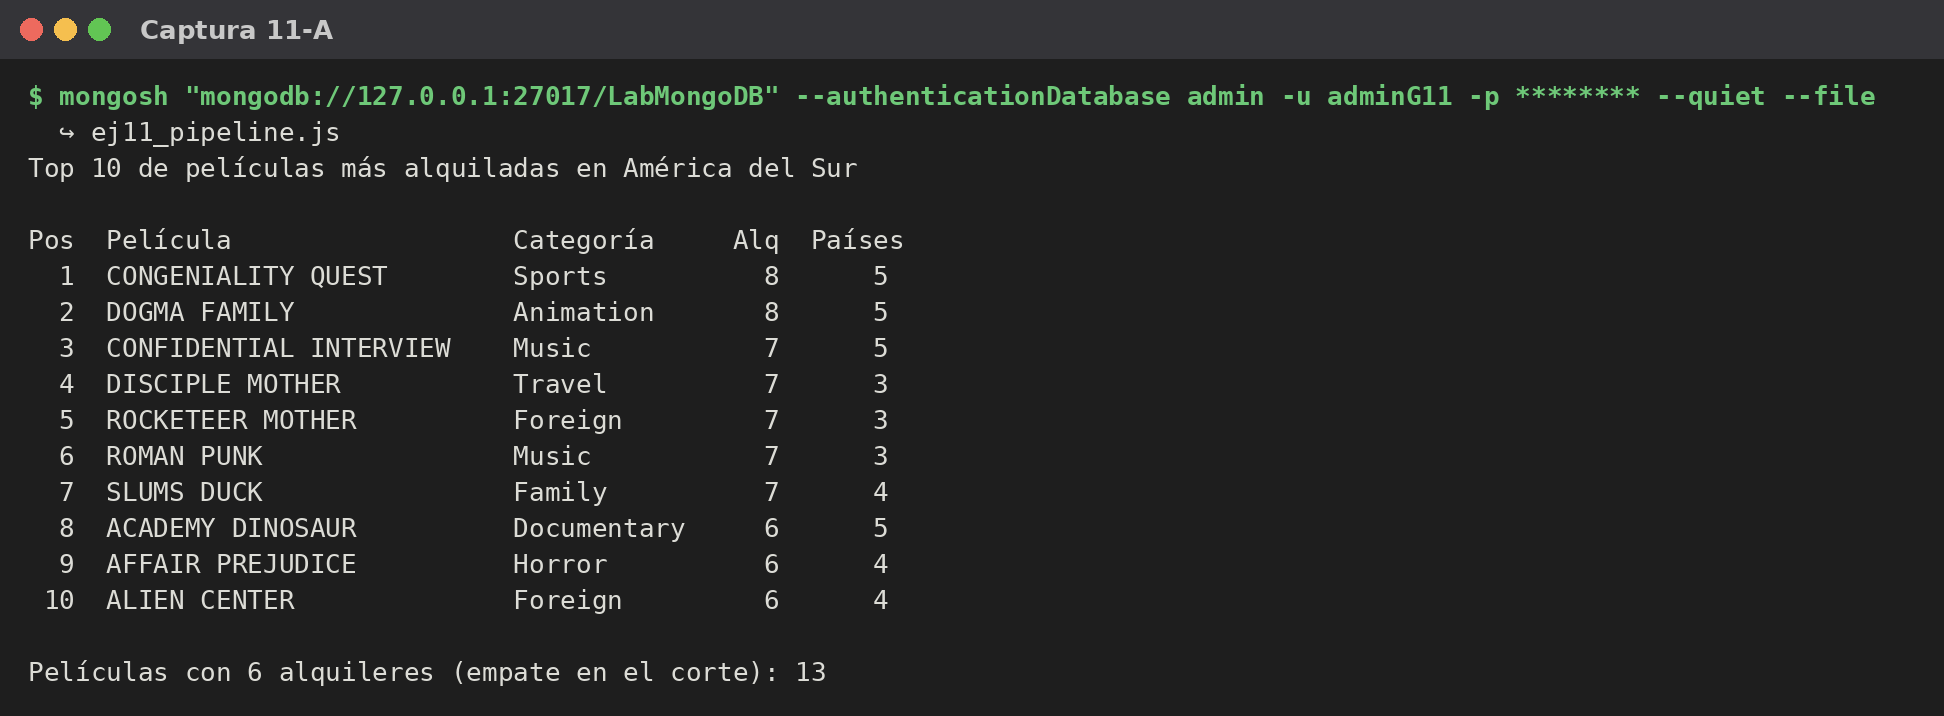 Captura 11-A
$ mongosh "mongodb://127.0.0.1:27017/LabMongoDB" --authenticationDatabase admin -u adminG11 -p ******** --quiet --file
↪ ej11_pipeline.js
Top 10 de películas más alquiladas en América del Sur
Pos  Película                  Categoría     Alq  Países
  1  CONGENIALITY QUEST        Sports          8      5
  2  DOGMA FAMILY              Animation       8      5
  3  CONFIDENTIAL INTERVIEW    Music           7      5
  4  DISCIPLE MOTHER           Travel          7      3
  5  ROCKETEER MOTHER          Foreign         7      3
  6  ROMAN PUNK                Music           7      3
  7  SLUMS DUCK                Family          7      4
  8  ACADEMY DINOSAUR          Documentary     6      5
  9  AFFAIR PREJUDICE          Horror          6      4
 10  ALIEN CENTER              Foreign         6      4
Películas con 6 alquileres (empate en el corte): 13